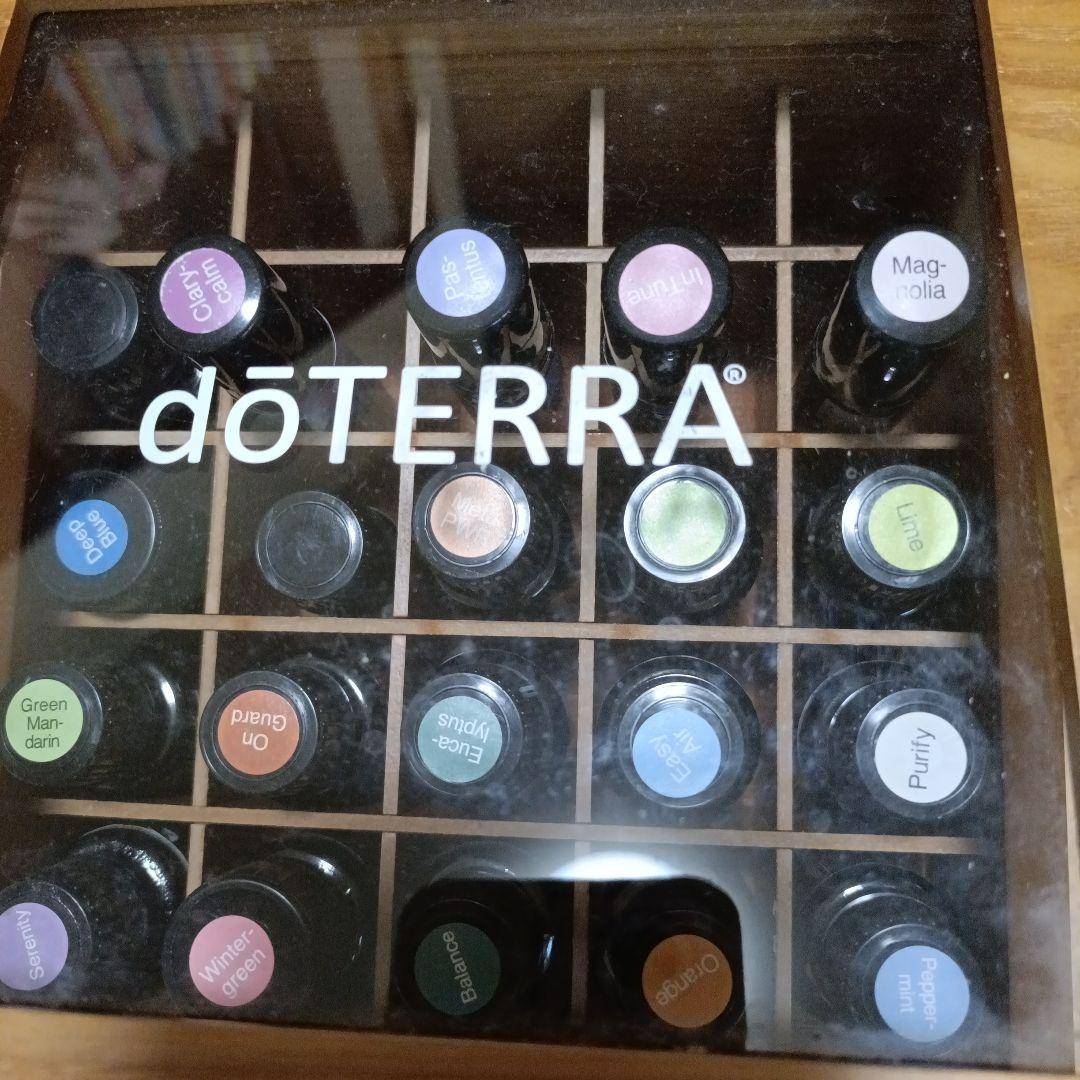 Clary-
calm
Pas-
InTune
Mag-
nolia
dōTERRA®
Deep
Blue
Lime
Green
Man-
darin
On
Guard
Euca-
lyptus
Easy
Air
Purify
Serenity
Winter-
green
Balance
Orange
Pepper-
mint